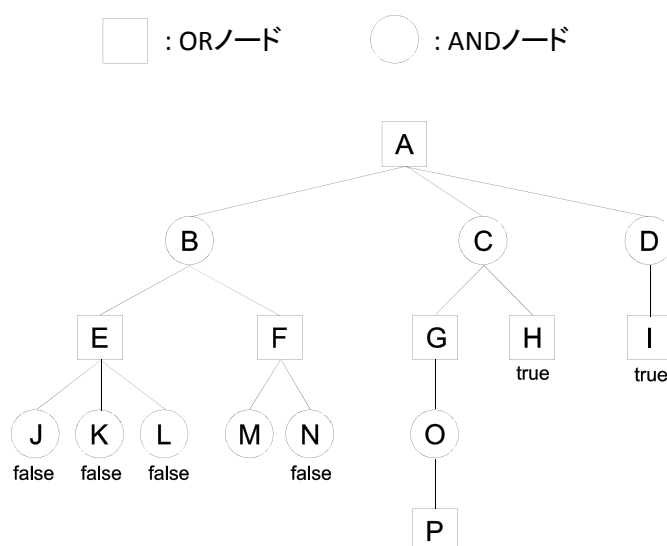 : ORノード : ANDノード
A
B C D
E F G H I
true true
J K L M N O
false false false false
P